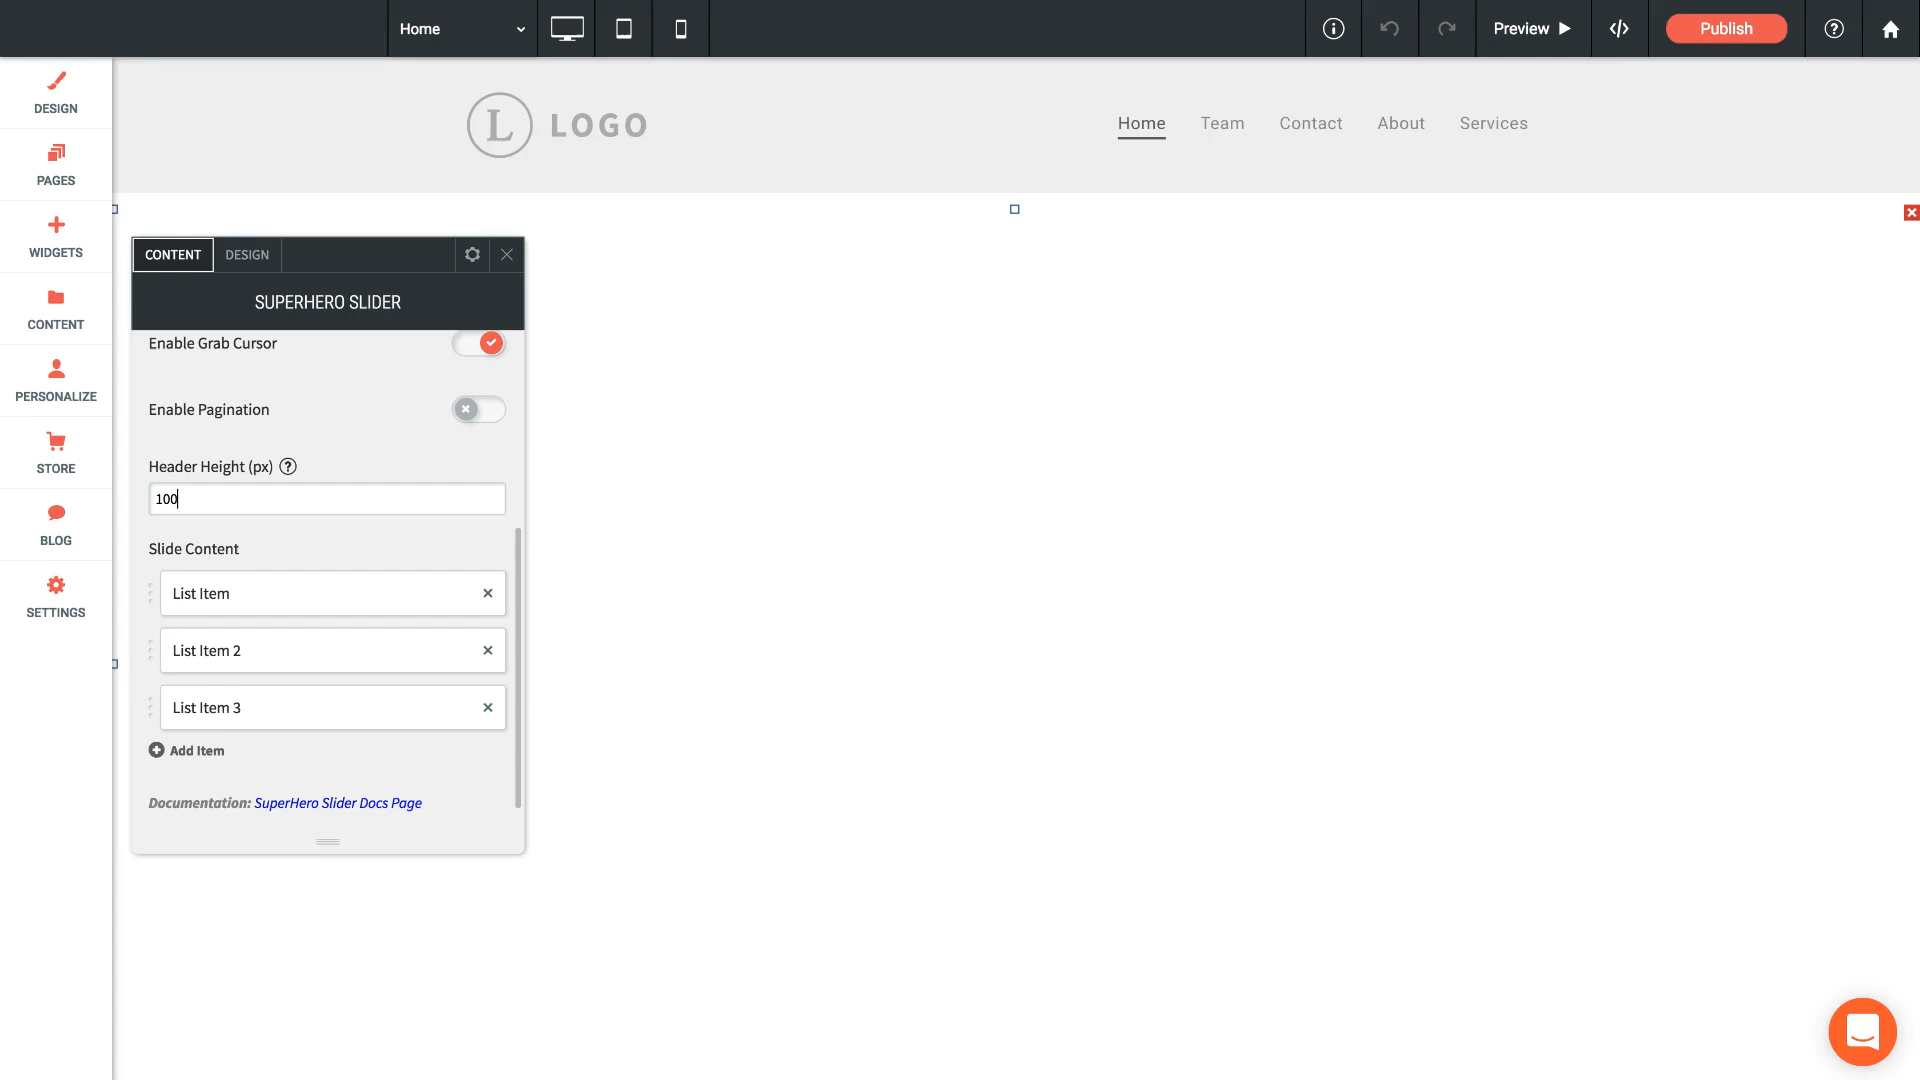 Home
Preview
Publish
DESIGN
PAGES
WIDGETS
CONTENT
PERSONALIZE
STORE
BLOG
SETTINGS
L LOGO
Home Team Contact About Services
CONTENT DESIGN
SUPERHERO SLIDER
Enable Grab Cursor
Enable Pagination
Header Height (px)
100
Slide Content
List Item
List Item 2
List Item 3
Add Item
Documentation: SuperHero Slider Docs Page